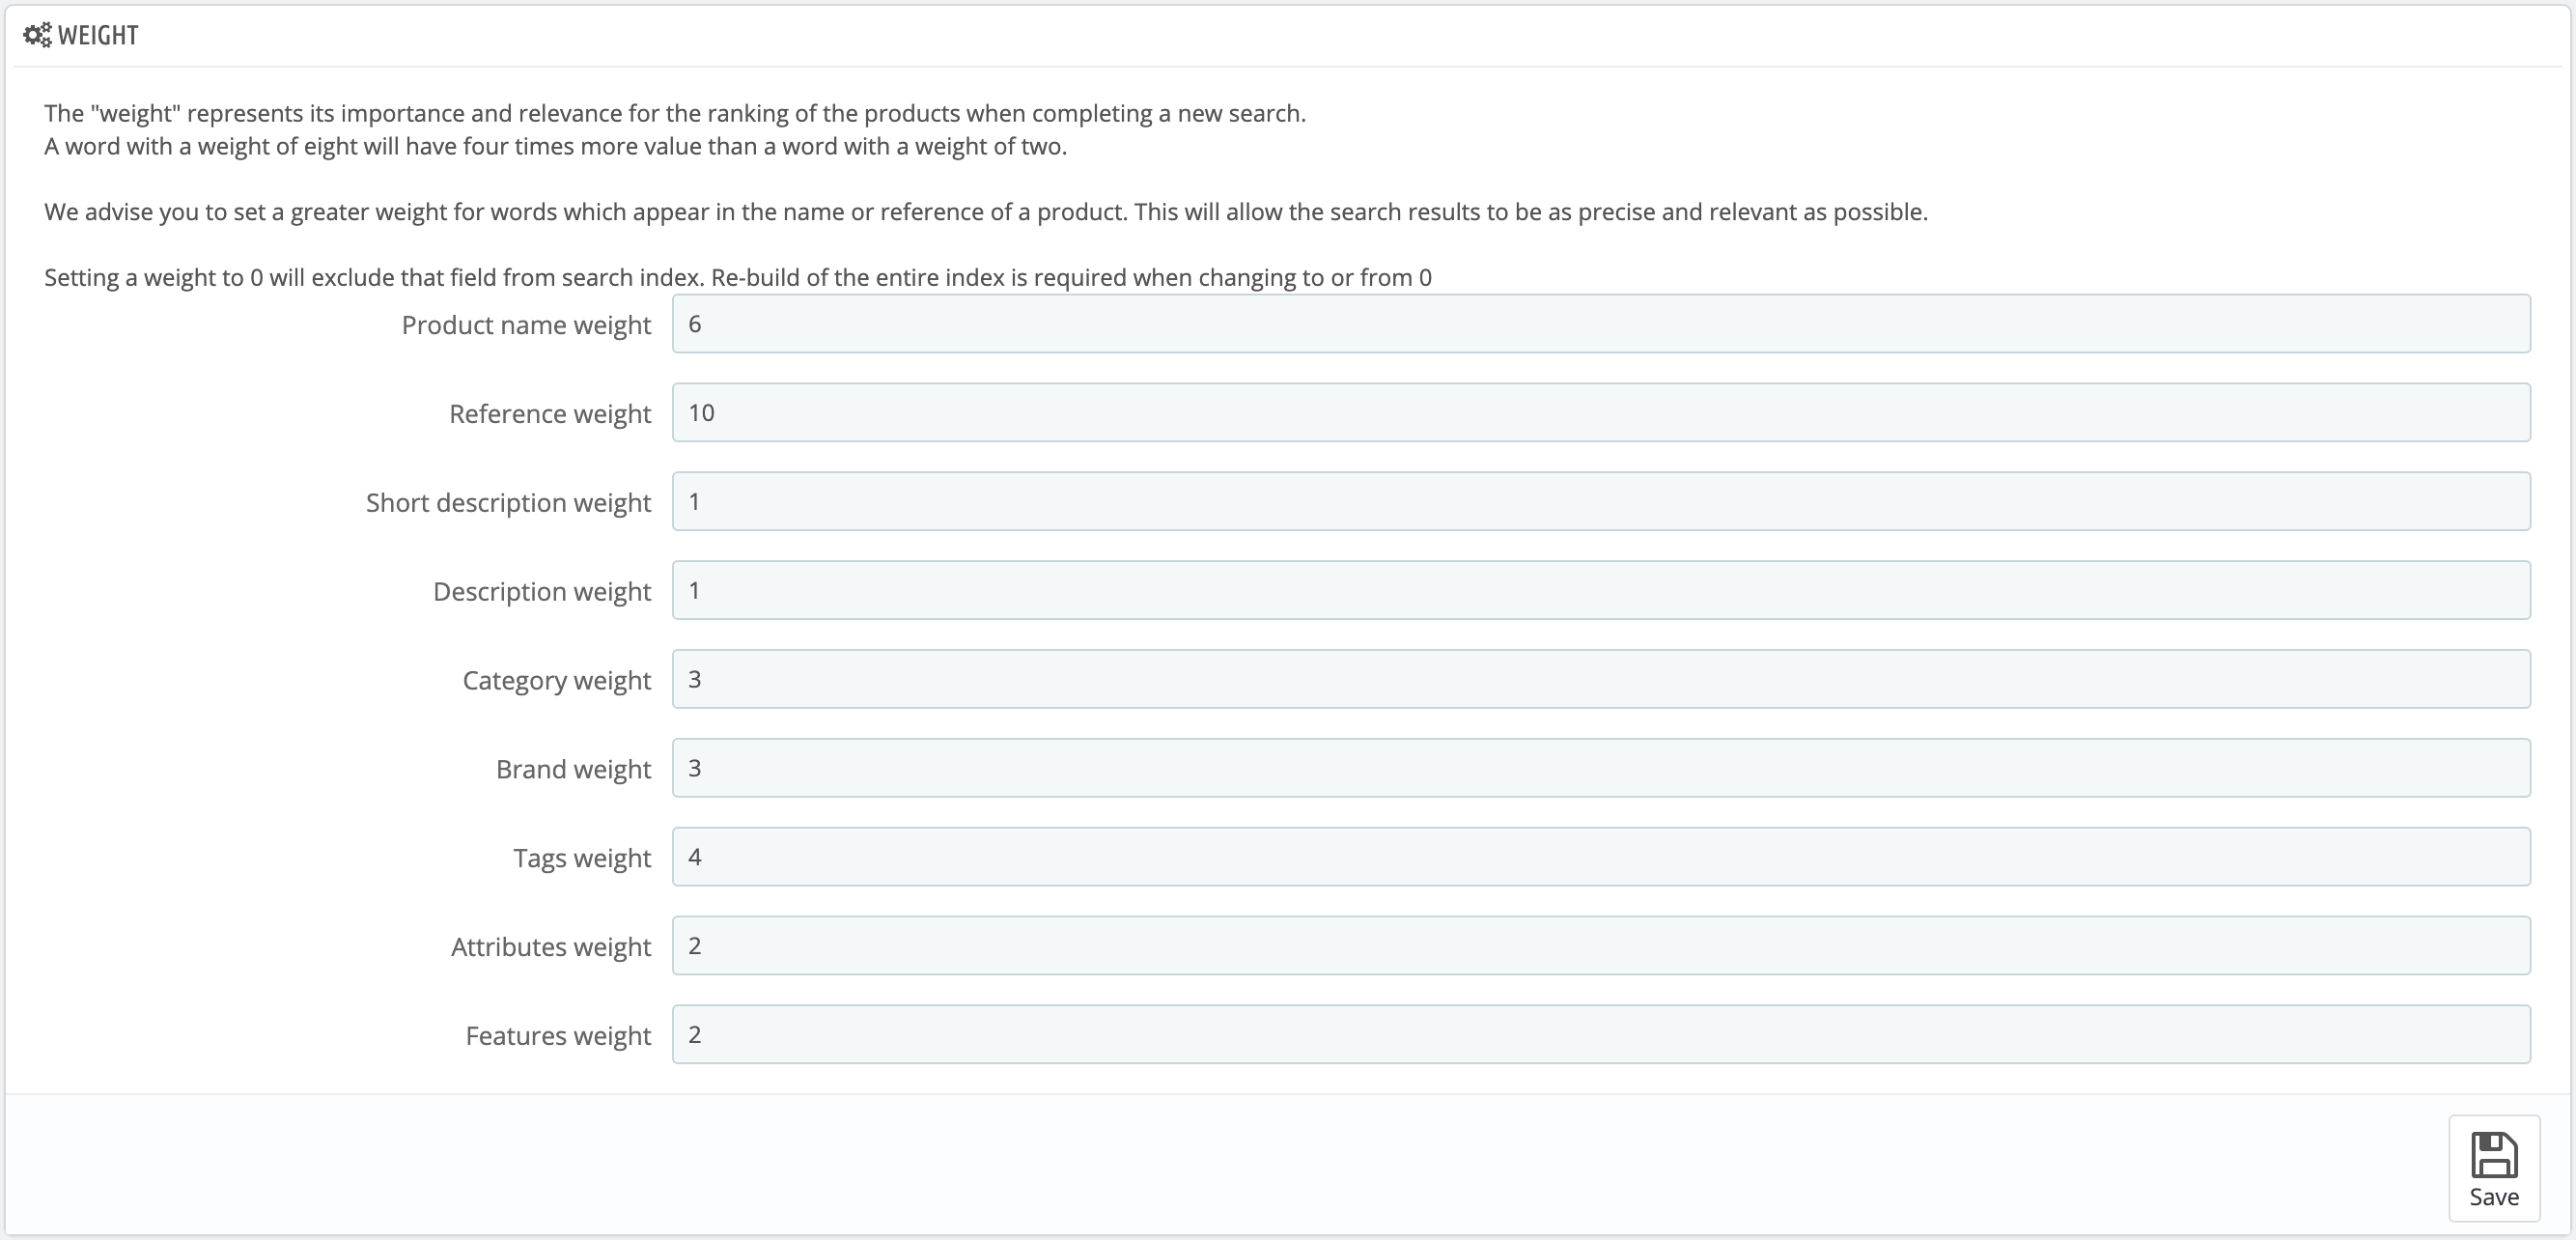 WEIGHT
The "weight" represents its importance and relevance for the ranking of the products when completing a new search.
A word with a weight of eight will have four times more value than a word with a weight of two.
We advise you to set a greater weight for words which appear in the name or reference of a product. This will allow the search results to be as precise and relevant as possible.
Setting a weight to 0 will exclude that field from search index. Re-build of the entire index is required when changing to or from 0
Product name weight 6
Reference weight 10
Short description weight 1
Description weight 1
Category weight 3
Brand weight 3
Tags weight 4
Attributes weight 2
Features weight 2
Save